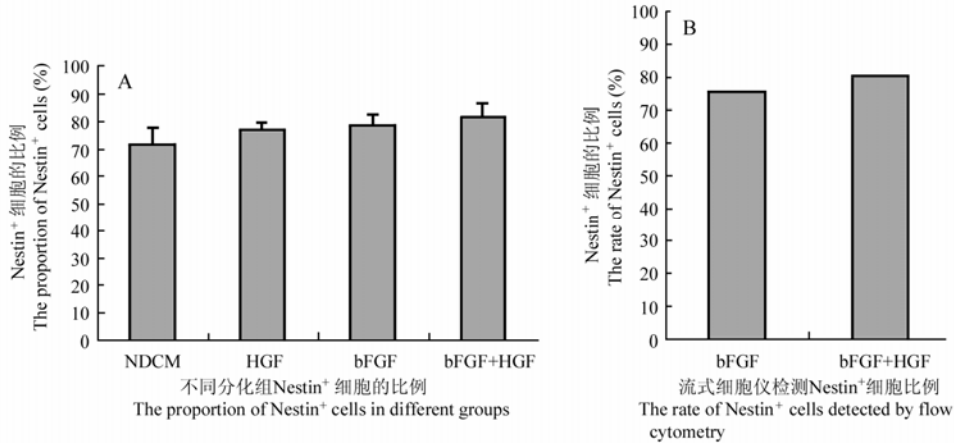 A
Nestin⁺ 细胞的比例
The proportion of Nestin⁺ cells (%)
100
90
80
70
60
50
40
30
20
10
0
NDCM HGF bFGF bFGF+HGF
不同分化组Nestin⁺ 细胞的比例
The proportion of Nestin⁺ cells in different groups
B
Nestin⁺ 细胞的比例
The rate of Nestin⁺ cells (%)
100
90
80
70
60
50
40
30
20
10
0
bFGF bFGF+HGF
流式细胞仪检测Nestin⁺细胞比例
The rate of Nestin⁺ cells detected by flow
cytometry